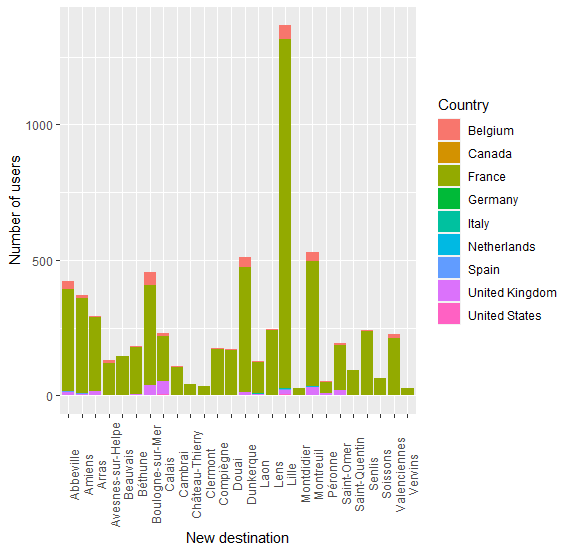 Number of users
1000
500
0
Abbeville
Amiens
Arras
Avesnes-sur-Helpe
Beauvais
Béthune
Boulogne-sur-Mer
Calais
Cambrai
Château-Thierry
Clermont
Compiègne
Douai
Dunkerque
Laon
Lens
Lille
Montdidier
Montreuil
Péronne
Saint-Omer
Saint-Quentin
Senlis
Soissons
Valenciennes
Vervins
New destination
Country
Belgium
Canada
France
Germany
Italy
Netherlands
Spain
United Kingdom
United States